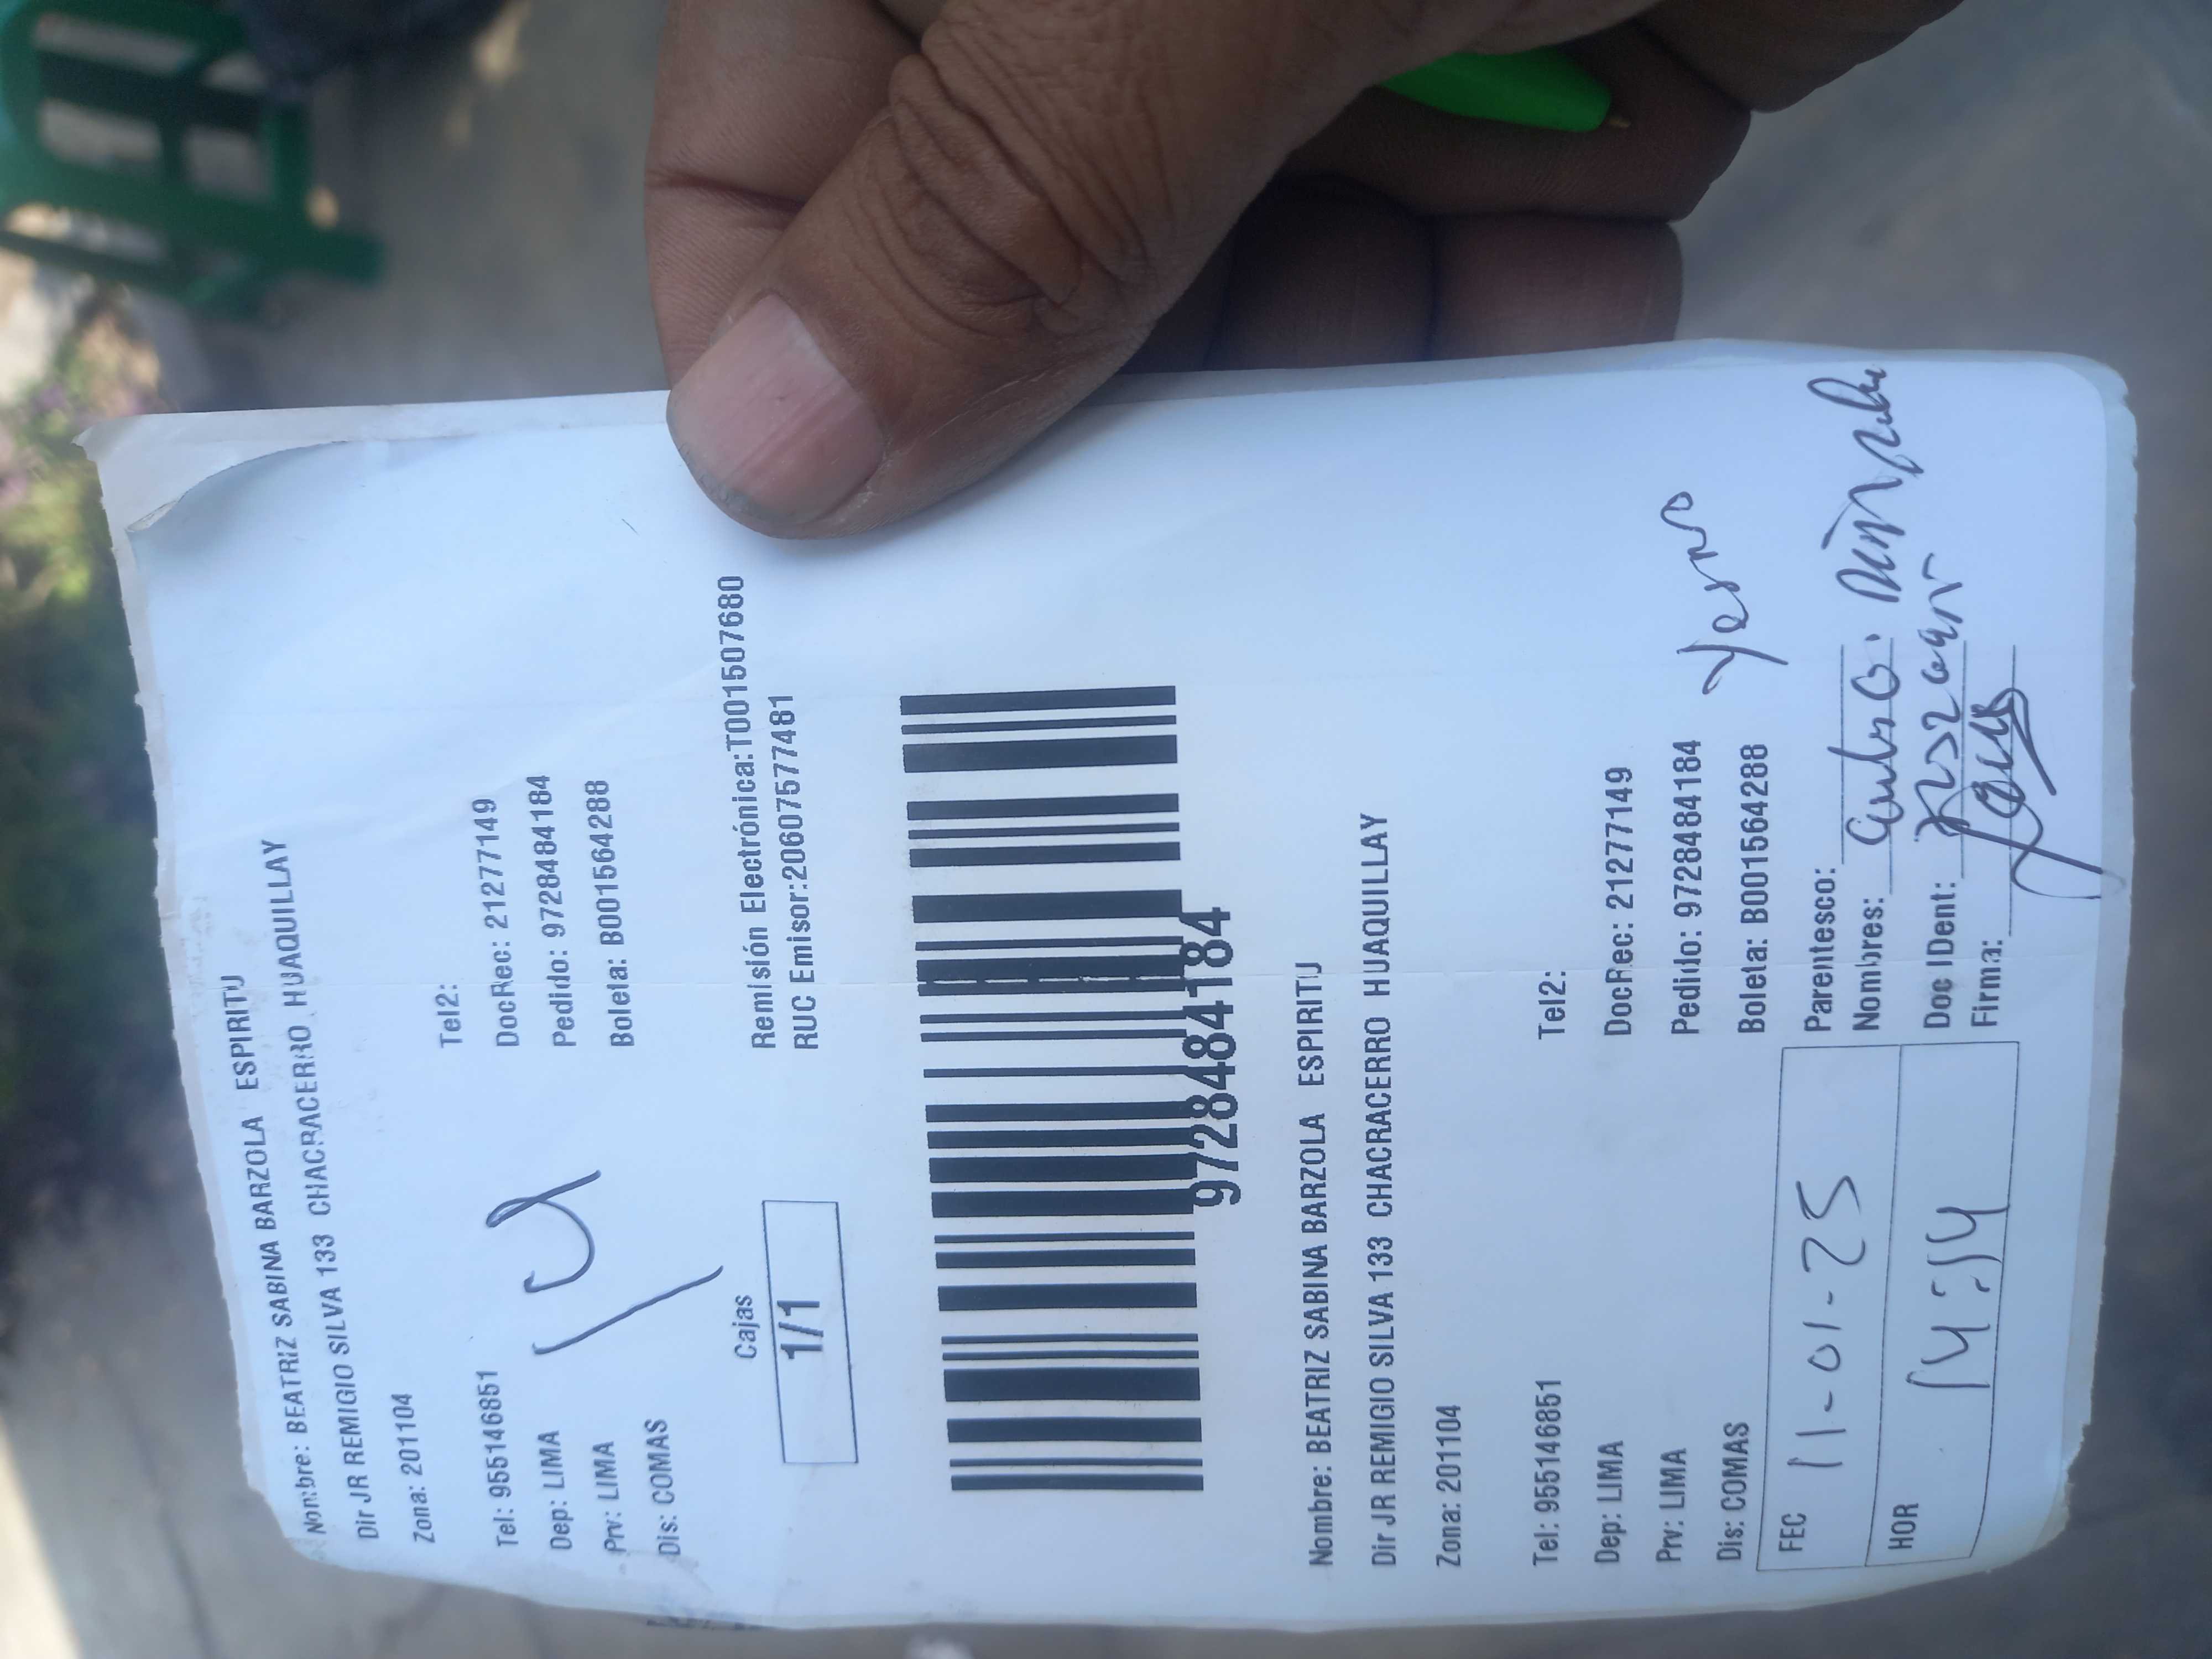 Nombre: BEATRIZ SABINA BARZOLA ESPIRITU
Dir JR REMIGIO SILVA 133 CHACRACERRO HUAQUILLAY
Zona: 201104
Tel: 955146851 Tel2:
Dep: LIMA DocRec: 21277149
Prv: LIMA Pedido: 9728484184
Dis: COMAS Boleta: B001564288
Cajas
1/1
Remisión Electrónica:T001507680
RUC Emisor:20607577481
9728484184
Nombre: BEATRIZ SABINA BARZOLA ESPIRITU
Dir JR REMIGIO SILVA 133 CHACRACERRO HUAQUILLAY
Zona: 201104
Tel: 955146851 Tel2:
Dep: LIMA DocRec: 21277149
Prv: LIMA Pedido: 9728484184
Dis: COMAS Boleta: B001564288
Yerno
FEC 11-01-25
HOR 14:54
Parentesco:
Nombres:
Doc IDent:
Firma: